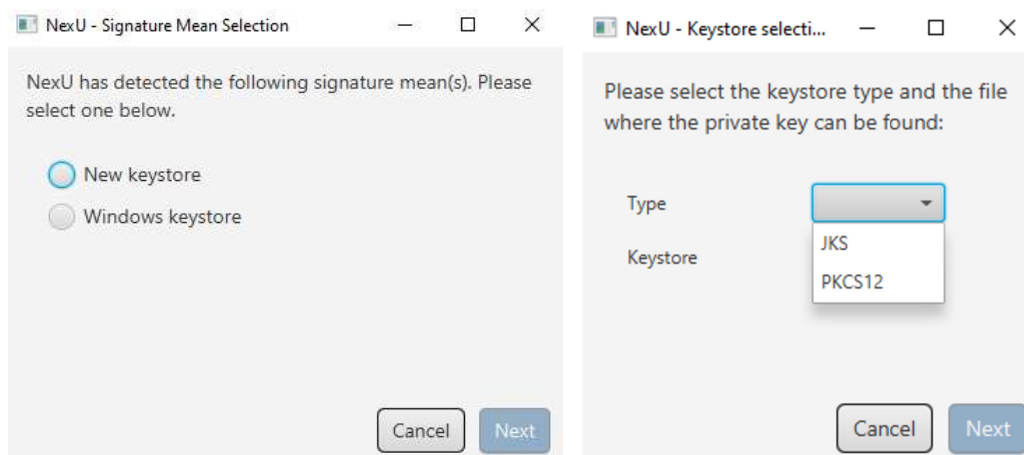 NexU - Signature Mean Selection
NexU has detected the following signature mean(s). Please
select one below.
New keystore
Windows keystore
Cancel
Next
NexU - Keystore selecti...
Please select the keystore type and the file
where the private key can be found:
Type
JKS
Keystore
PKCS12
Cancel
Next